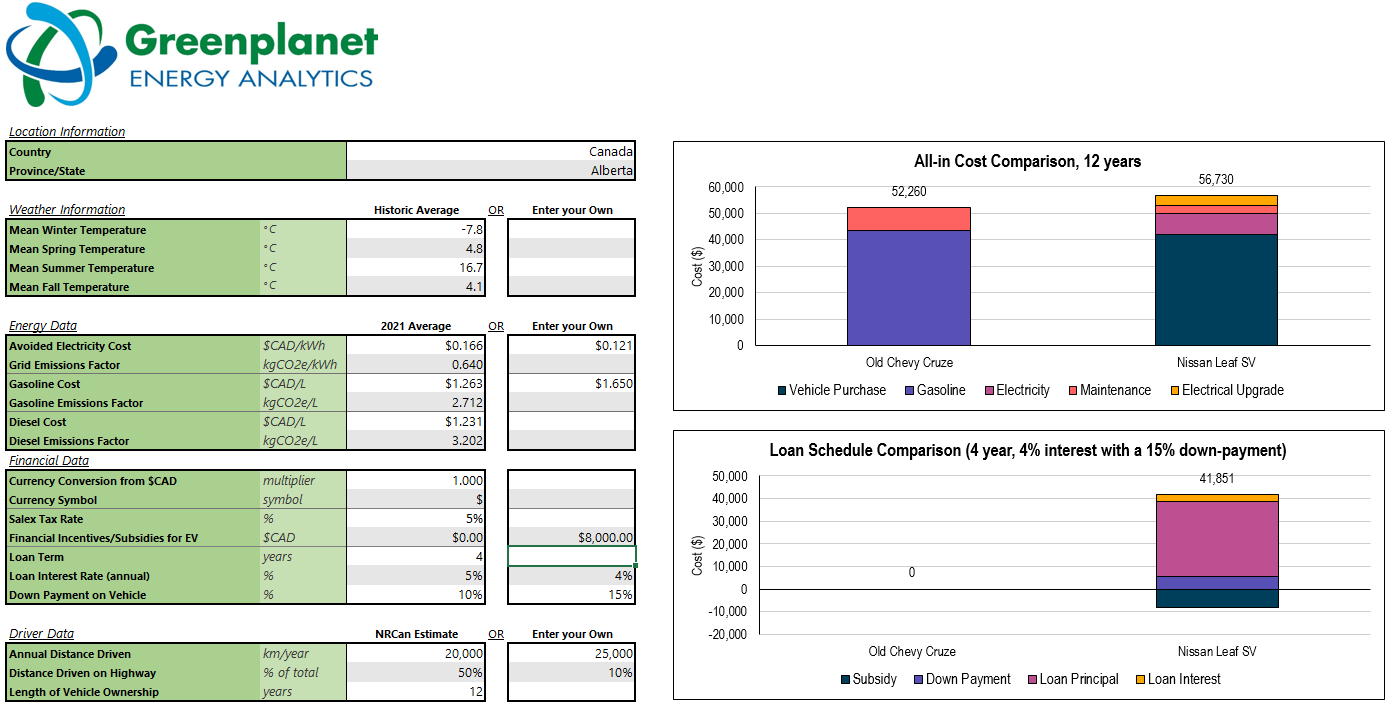 Greenplanet
ENERGY ANALYTICS
Location Information
Country Canada
Province/State Alberta
Weather Information Historic Average OR Enter your Own
Mean Winter Temperature °C -7.8
Mean Spring Temperature °C 4.8
Mean Summer Temperature °C 16.7
Mean Fall Temperature °C 4.1
Energy Data 2021 Average OR Enter your Own
Avoided Electricity Cost $CAD/kWh $0.166 $0.121
Grid Emissions Factor kgCO2e/kWh 0.640
Gasoline Cost $CAD/L $1.263 $1.650
Gasoline Emissions Factor kgCO2e/L 2.712
Diesel Cost $CAD/L $1.231
Diesel Emissions Factor kgCO2e/L 3.202
Financial Data
Currency Conversion from $CAD multiplier 1.000
Currency Symbol symbol $
Salex Tax Rate % 5%
Financial Incentives/Subsidies for EV $CAD $0.00 $8,000.00
Loan Term years 4
Loan Interest Rate (annual) % 5% 4%
Down Payment on Vehicle % 10% 15%
Driver Data NRCan Estimate OR Enter your Own
Annual Distance Driven km/year 20,000 25,000
Distance Driven on Highway % of total 50% 10%
Length of Vehicle Ownership years 12
All-in Cost Comparison, 12 years
Cost ($)
60,000
50,000
40,000
30,000
20,000
10,000
0
52,260
56,730
Old Chevy Cruze Nissan Leaf SV
Vehicle Purchase Gasoline Electricity Maintenance Electrical Upgrade
Loan Schedule Comparison (4 year, 4% interest with a 15% down-payment)
Cost ($)
50,000
40,000
30,000
20,000
10,000
0
-10,000
-20,000
0
41,851
Old Chevy Cruze Nissan Leaf SV
Subsidy Down Payment Loan Principal Loan Interest